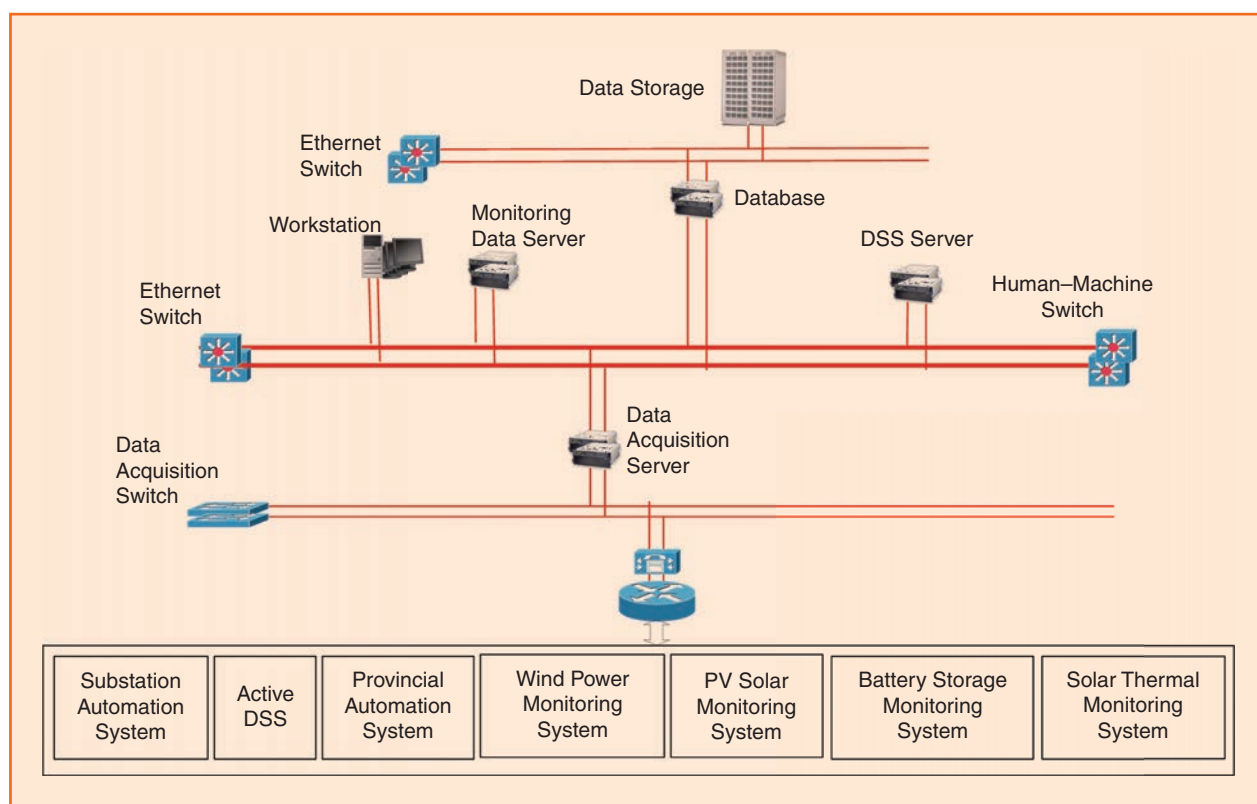 Data Storage
Ethernet
Switch
Database
Workstation
Monitoring
Data Server
DSS Server
Ethernet
Switch
Human–Machine
Switch
Data
Acquisition
Server
Data
Acquisition
Switch
Substation
Automation
System
Active
DSS
Provincial
Automation
System
Wind Power
Monitoring
System
PV Solar
Monitoring
System
Battery Storage
Monitoring
System
Solar Thermal
Monitoring
System